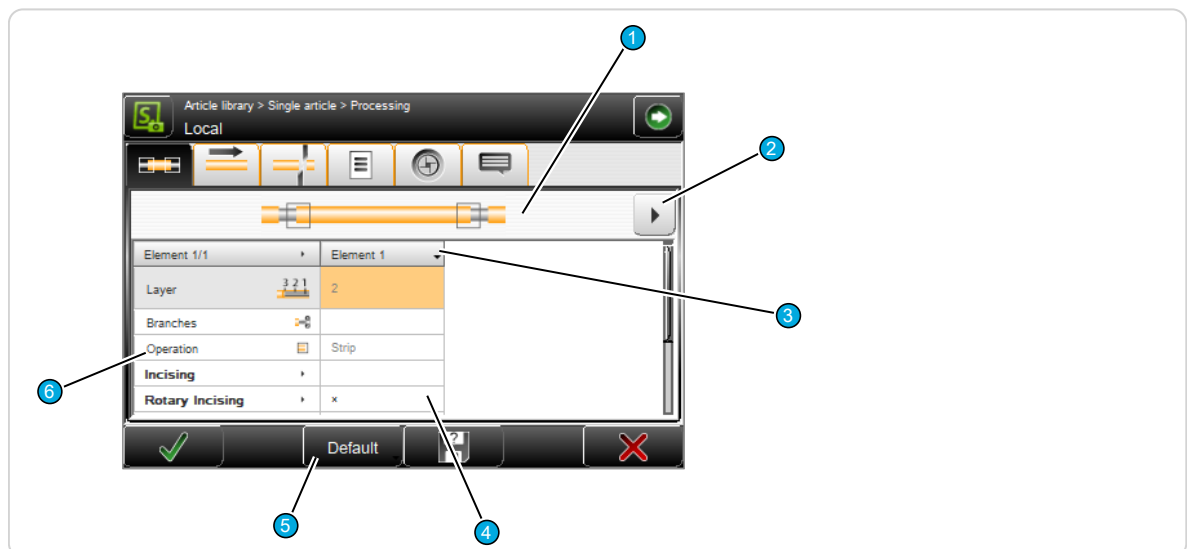 1
Article library > Single article > Processing
Local
2
Element 1/1 Element 1
Layer 3 2 1 2
3
Branches
Operation Strip
6
Incising
Rotary Incising ×
Default ?
5
4